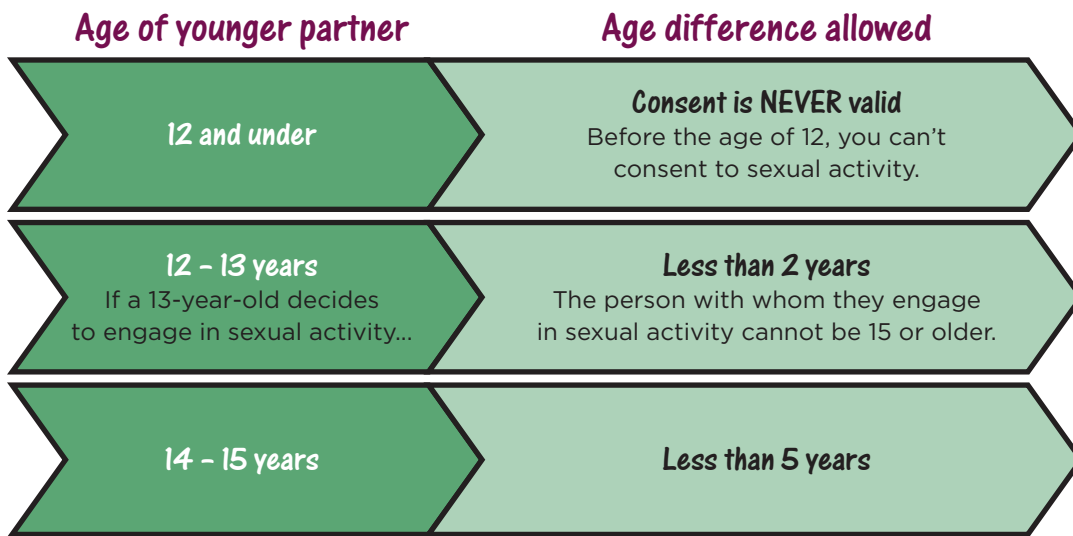 Age of younger partner
Age difference allowed
12 and under
Consent is NEVER valid
Before the age of 12, you can’t
consent to sexual activity.
12 – 13 years
If a 13-year-old decides
to engage in sexual activity...
Less than 2 years
The person with whom they engage
in sexual activity cannot be 15 or older.
14 – 15 years
Less than 5 years